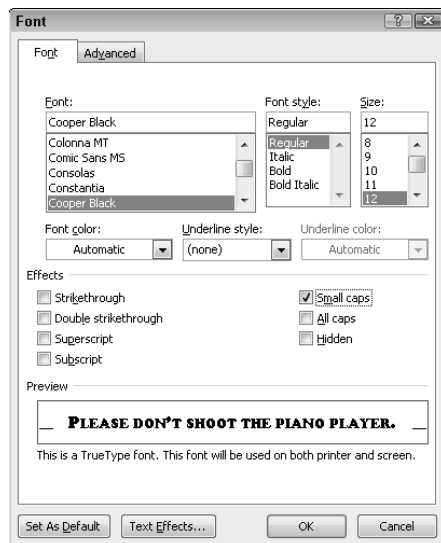 Font
Font Advanced
Font: Font style: Size:
Cooper Black Regular 12
Colonna MT Regular 8
Comic Sans MS Italic 9
Consolas Bold 10
Constantia Bold Italic 11
Cooper Black 12
Font color: Underline style: Underline color:
Automatic (none) Automatic
Effects
Strikethrough Small caps
Double strikethrough All caps
Superscript Hidden
Subscript
Preview
PLEASE DON'T SHOOT THE PIANO PLAYER.
This is a TrueType font. This font will be used on both printer and screen.
Set As Default Text Effects... OK Cancel